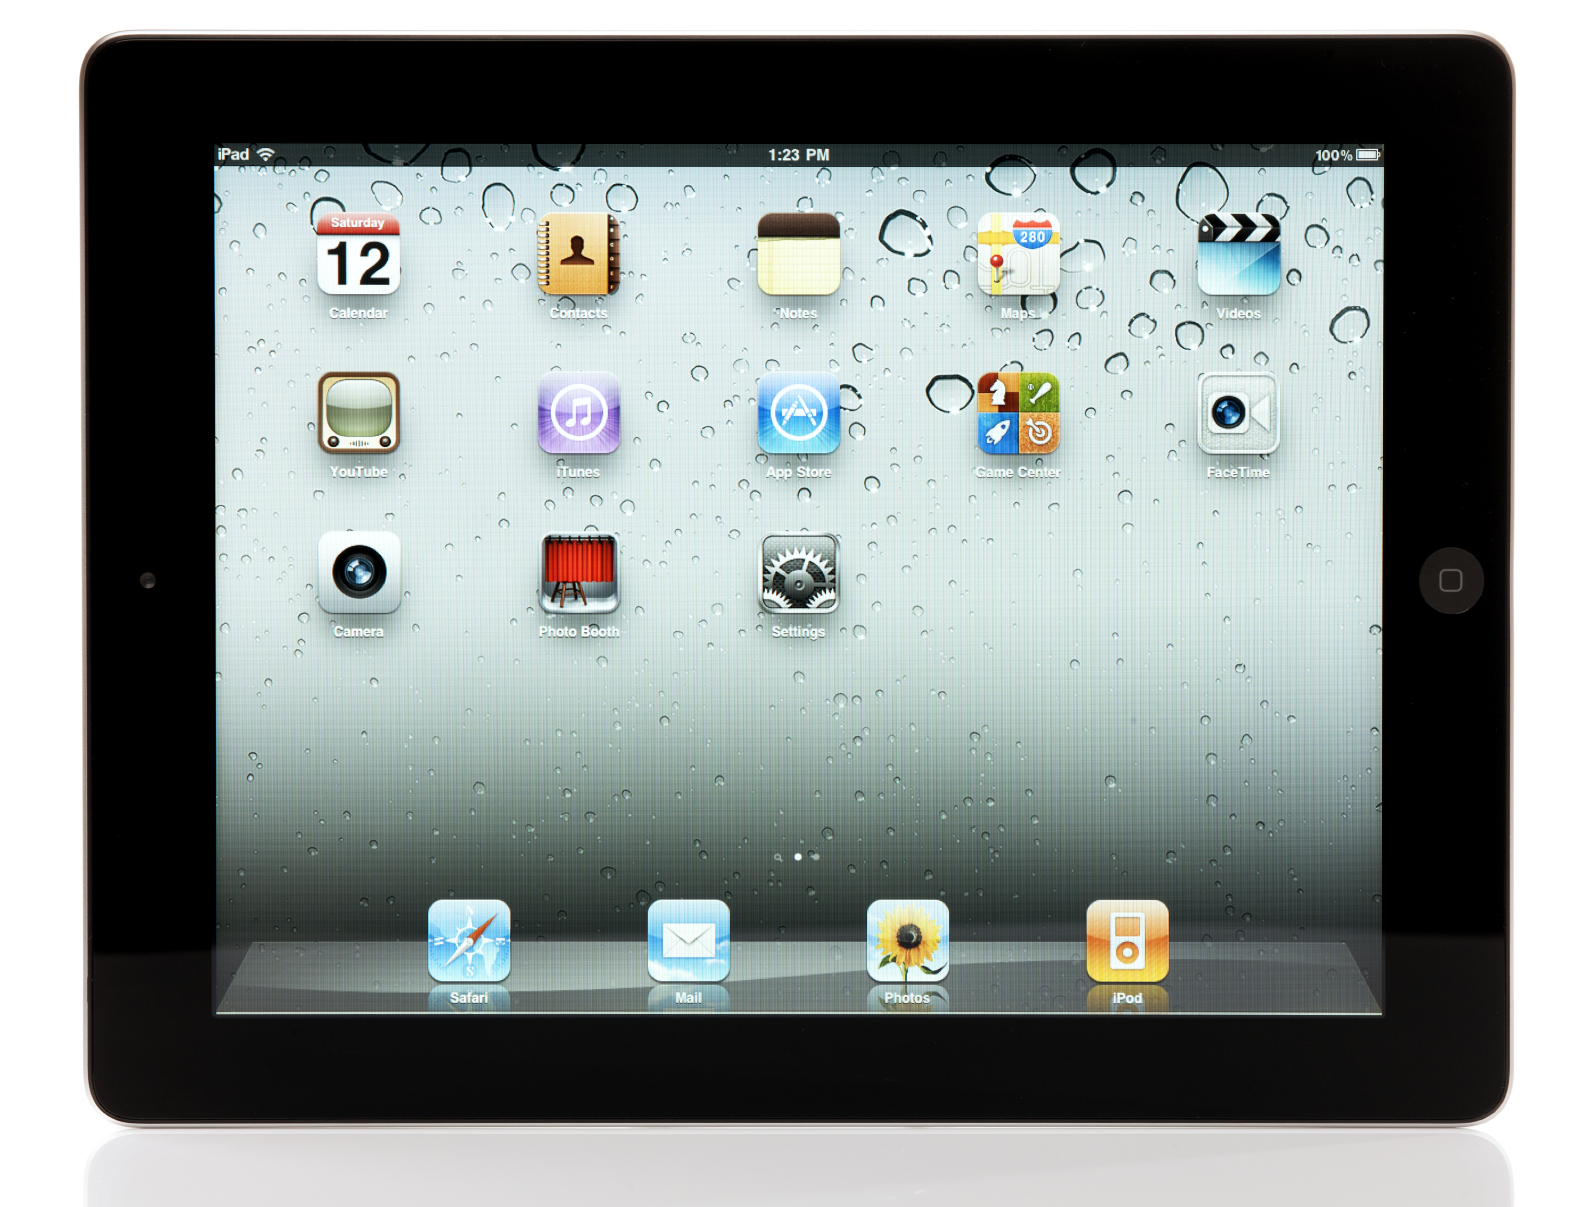 iPad 1:23 PM 100%
Saturday
12
280
Calendar Contacts Notes Maps Videos
YouTube iTunes App Store Game Center FaceTime
Camera Photo Booth Settings
Safari Mail Photos iPod